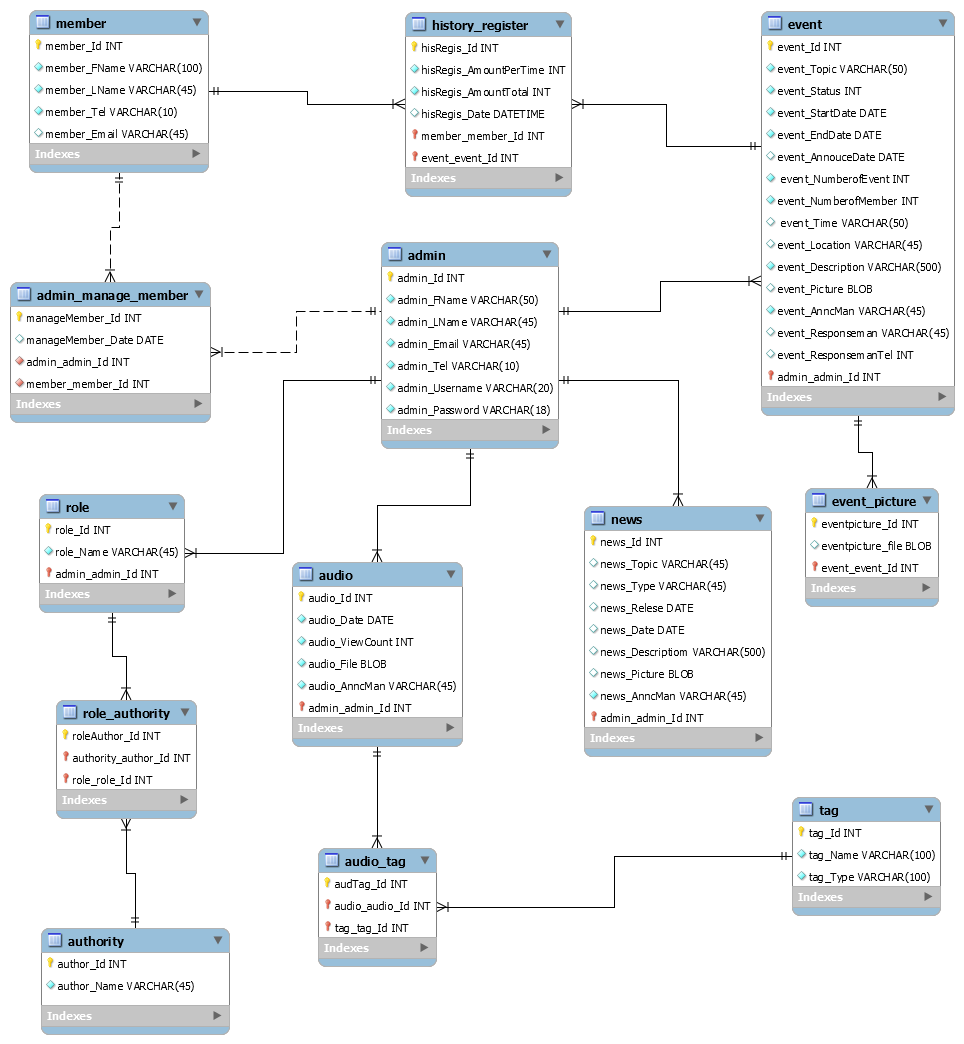 member
member_Id INT
member_FName VARCHAR(100)
member_LName VARCHAR(45)
member_Tel VARCHAR(10)
member_Email VARCHAR(45)
Indexes
history_register
hisRegis_Id INT
hisRegis_AmountPerTime INT
hisRegis_AmountTotal INT
hisRegis_Date DATETIME
member_member_Id INT
event_event_Id INT
Indexes
event
event_Id INT
event_Topic VARCHAR(50)
event_Status INT
event_StartDate DATE
event_EndDate DATE
event_AnnouceDate DATE
event_NumberofEvent INT
event_NumberofMember INT
event_Time VARCHAR(50)
event_Location VARCHAR(45)
event_Description VARCHAR(500)
event_Picture BLOB
event_AnncMan VARCHAR(45)
event_Responseman VARCHAR(45)
event_ResponsemanTel INT
admin_admin_Id INT
Indexes
admin_manage_member
manageMember_Id INT
manageMember_Date DATE
admin_admin_Id INT
member_member_Id INT
Indexes
admin
admin_Id INT
admin_FName VARCHAR(50)
admin_LName VARCHAR(45)
admin_Email VARCHAR(45)
admin_Tel VARCHAR(10)
admin_Username VARCHAR(20)
admin_Password VARCHAR(18)
Indexes
role
role_Id INT
role_Name VARCHAR(45)
admin_admin_Id INT
Indexes
audio
audio_Id INT
audio_Date DATE
audio_ViewCount INT
audio_File BLOB
audio_AnncMan VARCHAR(45)
admin_admin_Id INT
Indexes
news
news_Id INT
news_Topic VARCHAR(45)
news_Type VARCHAR(45)
news_Relese DATE
news_Date DATE
news_Descriptiom VARCHAR(500)
news_Picture BLOB
news_AnncMan VARCHAR(45)
admin_admin_Id INT
Indexes
event_picture
eventpicture_Id INT
eventpicture_file BLOB
event_event_Id INT
Indexes
role_authority
roleAuthor_Id INT
authority_author_Id INT
role_role_Id INT
Indexes
audio_tag
audTag_Id INT
audio_audio_Id INT
tag_tag_Id INT
Indexes
tag
tag_Id INT
tag_Name VARCHAR(100)
tag_Type VARCHAR(100)
Indexes
authority
author_Id INT
author_Name VARCHAR(45)
Indexes